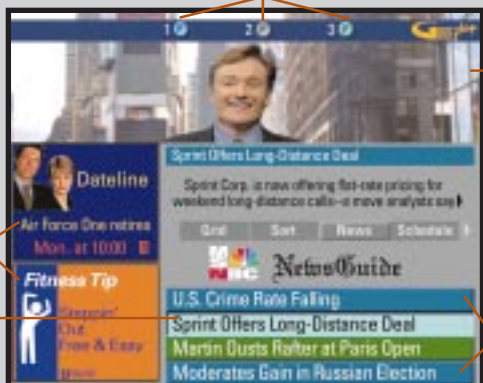 1 2 3 Guide plus
Sprint Offers Long-Distance Deal
Sprint Corp. is now offering flat-rate pricing for
weekend long-distance calls--a move analysts say
Grid Sort News Schedule
NBC NewsGuide
U.S. Crime Rate Falling
Sprint Offers Long-Distance Deal
Martin Ousts Rafter at Paris Open
Moderates Gain in Russian Election
Dateline
Air Force One retires
Mon. at 10:00
Fitness Tip
Steppin'
Out
Free & Easy